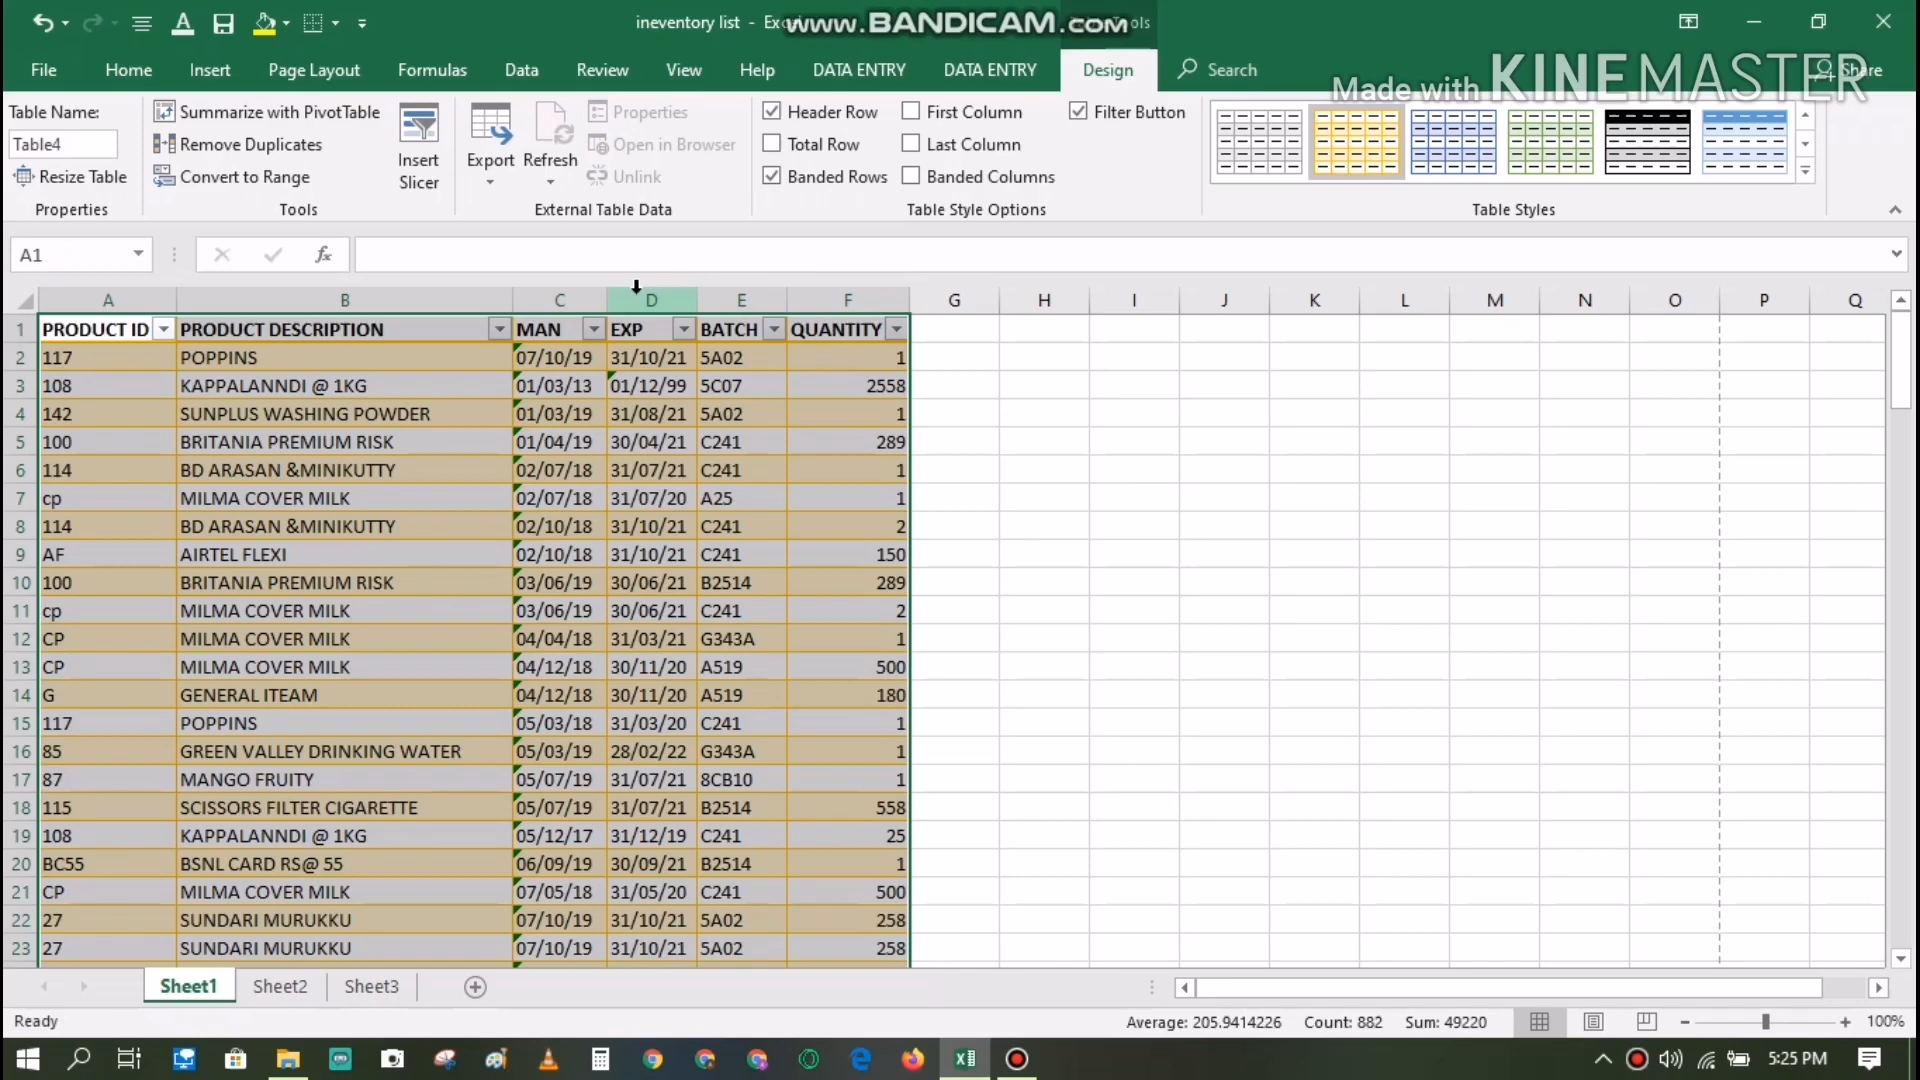 ineventory list - Exc
www.BANDICAM.com
ols
File Home Insert Page Layout Formulas Data Review View Help DATA ENTRY DATA ENTRY Design Search Share
Made with KINEMASTER
Table Name:
Table4
Resize Table
Properties
Summarize with PivotTable
Remove Duplicates
Convert to Range
Tools
Insert
Slicer
Export
Refresh
Properties
Open in Browser
Unlink
External Table Data
Header Row First Column Filter Button
Total Row Last Column
Banded Rows Banded Columns
Table Style Options
Table Styles
A1
fx
A B C D E F G H I J K L M N O P Q
1 PRODUCT ID PRODUCT DESCRIPTION MAN EXP BATCH QUANTITY
2 117 POPPINS 07/10/19 31/10/21 5A02 1
3 108 KAPPALANNDI @ 1KG 01/03/13 01/12/99 5C07 2558
4 142 SUNPLUS WASHING POWDER 01/03/19 31/08/21 5A02 1
5 100 BRITANIA PREMIUM RISK 01/04/19 30/04/21 C241 289
6 114 BD ARASAN &MINIKUTTY 02/07/18 31/07/21 C241 1
7 cp MILMA COVER MILK 02/07/18 31/07/20 A25 1
8 114 BD ARASAN &MINIKUTTY 02/10/18 31/10/21 C241 2
9 AF AIRTEL FLEXI 02/10/18 31/10/21 C241 150
10 100 BRITANIA PREMIUM RISK 03/06/19 30/06/21 B2514 289
11 cp MILMA COVER MILK 03/06/19 30/06/21 C241 2
12 CP MILMA COVER MILK 04/04/18 31/03/21 G343A 1
13 CP MILMA COVER MILK 04/12/18 30/11/20 A519 500
14 G GENERAL ITEAM 04/12/18 30/11/20 A519 180
15 117 POPPINS 05/03/18 31/03/20 C241 1
16 85 GREEN VALLEY DRINKING WATER 05/03/19 28/02/22 G343A 1
17 87 MANGO FRUITY 05/07/19 31/07/21 8CB10 1
18 115 SCISSORS FILTER CIGARETTE 05/07/19 31/07/21 B2514 558
19 108 KAPPALANNDI @ 1KG 05/12/17 31/12/19 C241 25
20 BC55 BSNL CARD RS@ 55 06/09/19 30/09/21 B2514 1
21 CP MILMA COVER MILK 07/05/18 31/05/20 C241 500
22 27 SUNDARI MURUKKU 07/10/19 31/10/21 5A02 258
23 27 SUNDARI MURUKKU 07/10/19 31/10/21 5A02 258
Sheet1 Sheet2 Sheet3
Ready Average: 205.9414226 Count: 882 Sum: 49220 100%
5:25 PM